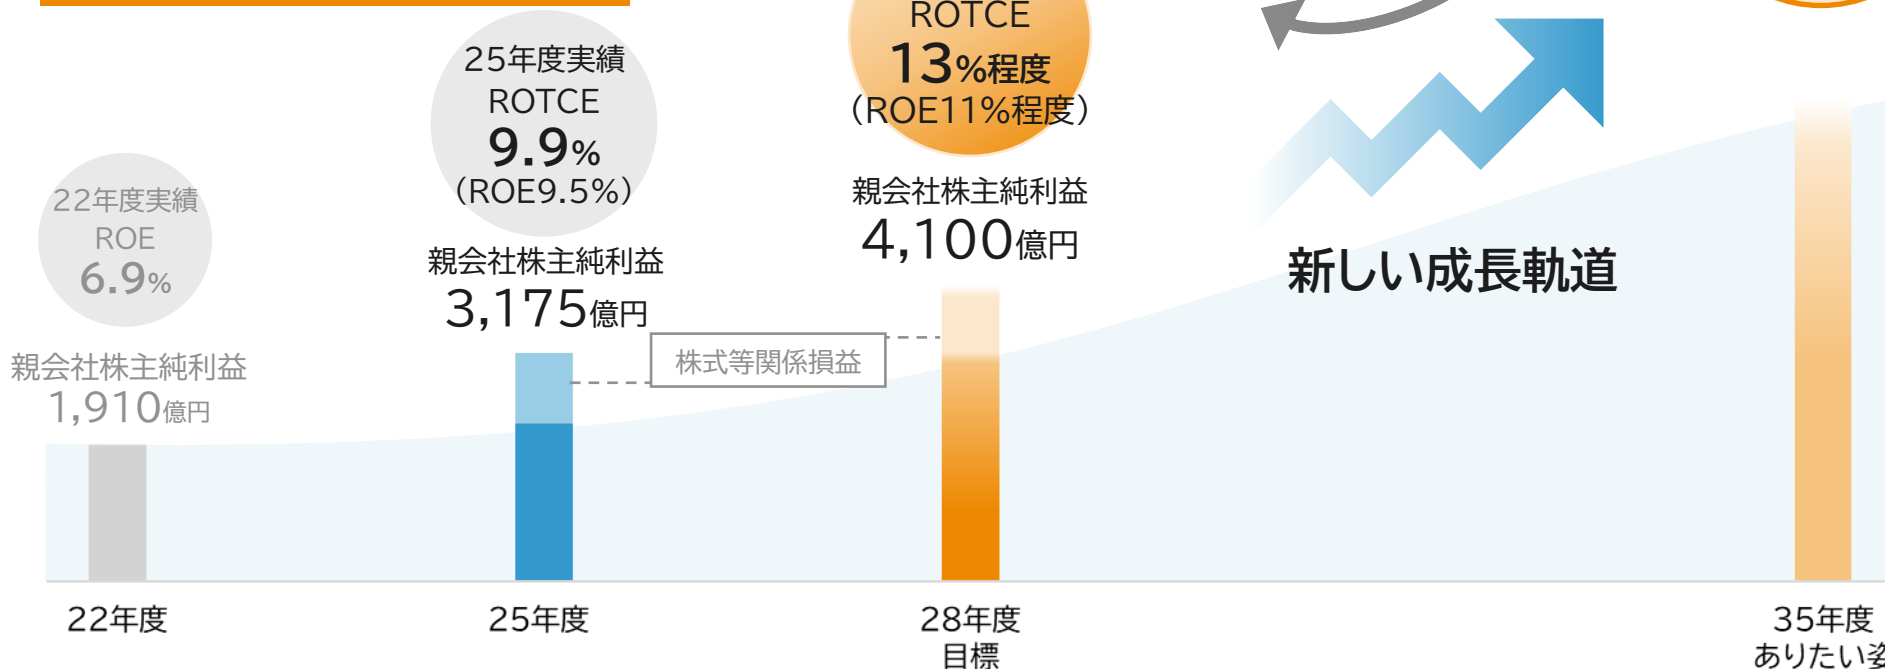 22年度実績
ROE
6.9%
親会社株主純利益
1,910億円
25年度実績
ROTCE
9.9%
(ROE9.5%)
親会社株主純利益
3,175億円
株式等関係損益
ROTCE
13%程度
(ROE11%程度)
親会社株主純利益
4,100億円
新しい成長軌道
22年度
25年度
28年度
目標
35年度
ありたい姿